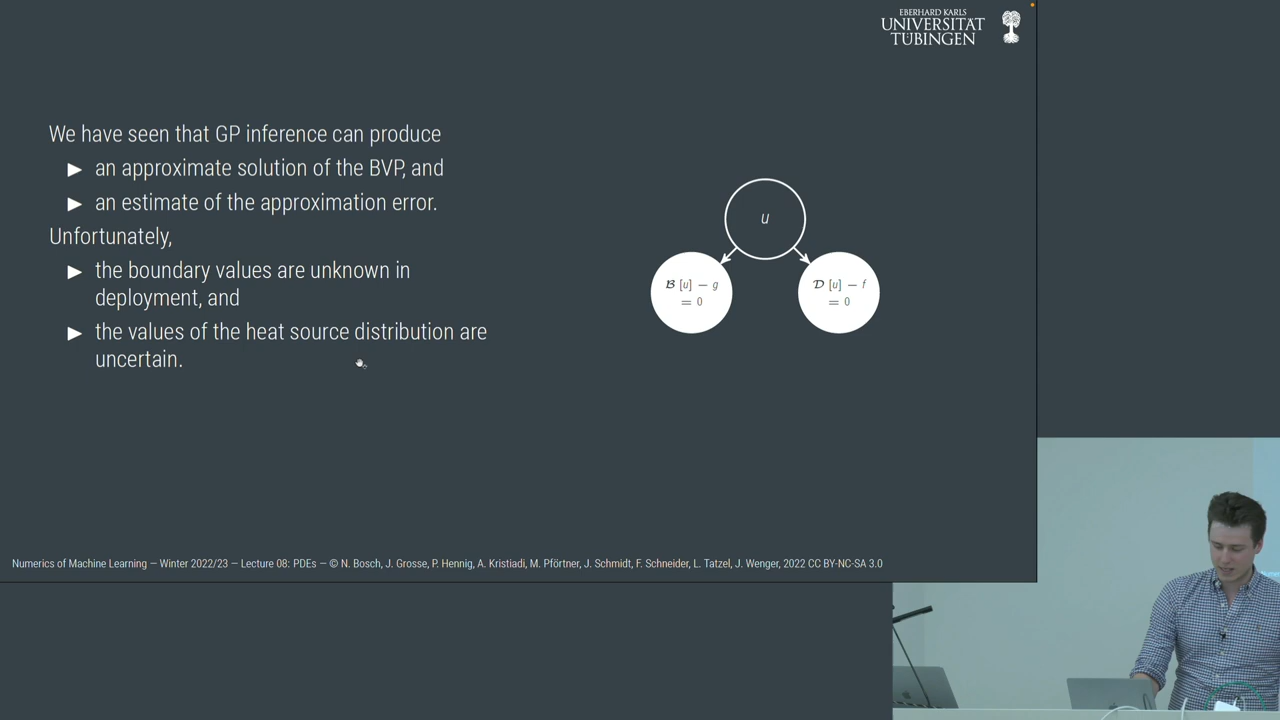 EBERHARD KARLS
UNIVERSITÄT
TÜBINGEN
We have seen that GP inference can produce
▶ an approximate solution of the BVP, and
▶ an estimate of the approximation error.
Unfortunately,
▶ the boundary values are unknown in
deployment, and
▶ the values of the heat source distribution are
uncertain.
u
ℬ [u] − g
= 0
𝒟 [u] − f
= 0
Numerics of Machine Learning — Winter 2022/23 — Lecture 08: PDEs — © N. Bosch, J. Grosse, P. Hennig, A. Kristiadi, M. Pförtner, J. Schmidt, F. Schneider, L. Tatzel, J. Wenger, 2022 CC BY-NC-SA 3.0